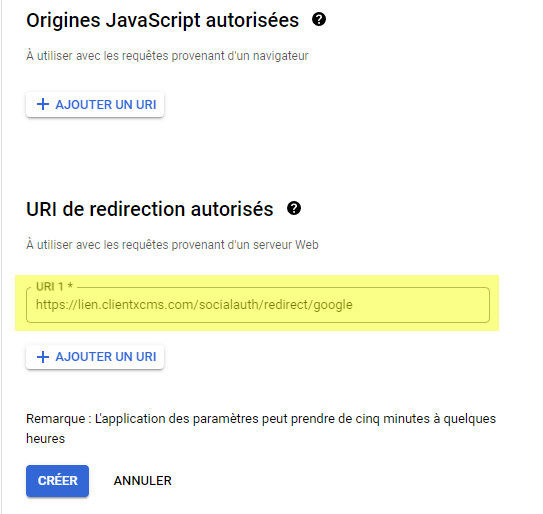 Origines JavaScript autorisées ?
À utiliser avec les requêtes provenant d'un navigateur
+ AJOUTER UN URI
URI de redirection autorisés ?
À utiliser avec les requêtes provenant d'un serveur Web
URI 1 *
https://lien.clientxcms.com/socialauth/redirect/google
+ AJOUTER UN URI
Remarque : L'application des paramètres peut prendre de cinq minutes à quelques
heures
CRÉER ANNULER